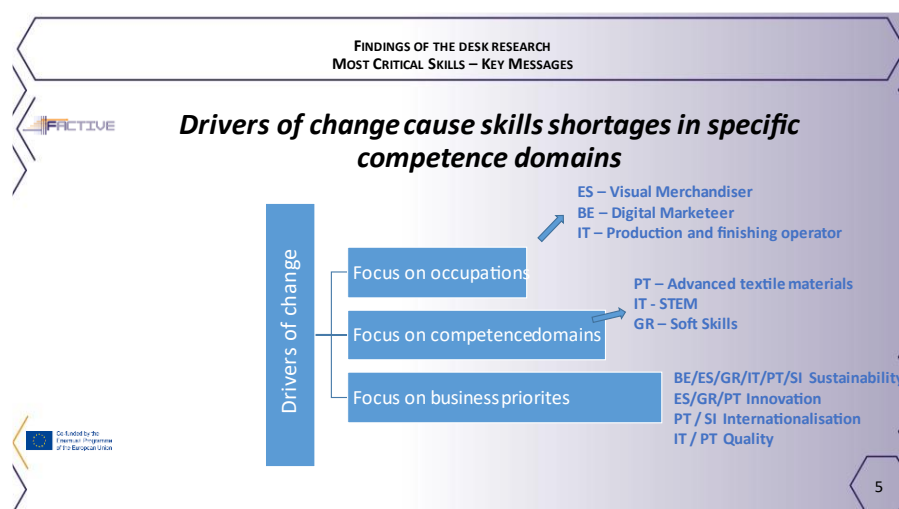 FINDINGS OF THE DESK RESEARCH
MOST CRITICAL SKILLS – KEY MESSAGES
FACTIVE
Drivers of change cause skills shortages in specific
competence domains
ES – Visual Merchandiser
BE – Digital Marketeer
IT – Production and finishing operator
Drivers of change
Focus on occupations
PT – Advanced textile materials
IT - STEM
GR – Soft Skills
Focus on competencedomains
Focus on business priorites
BE/ES/GR/IT/PT/SI Sustainability
ES/GR/PT Innovation
PT / SI Internationalisation
IT / PT Quality
Co-funded by the
Erasmus+ Programme
of the European Union
5